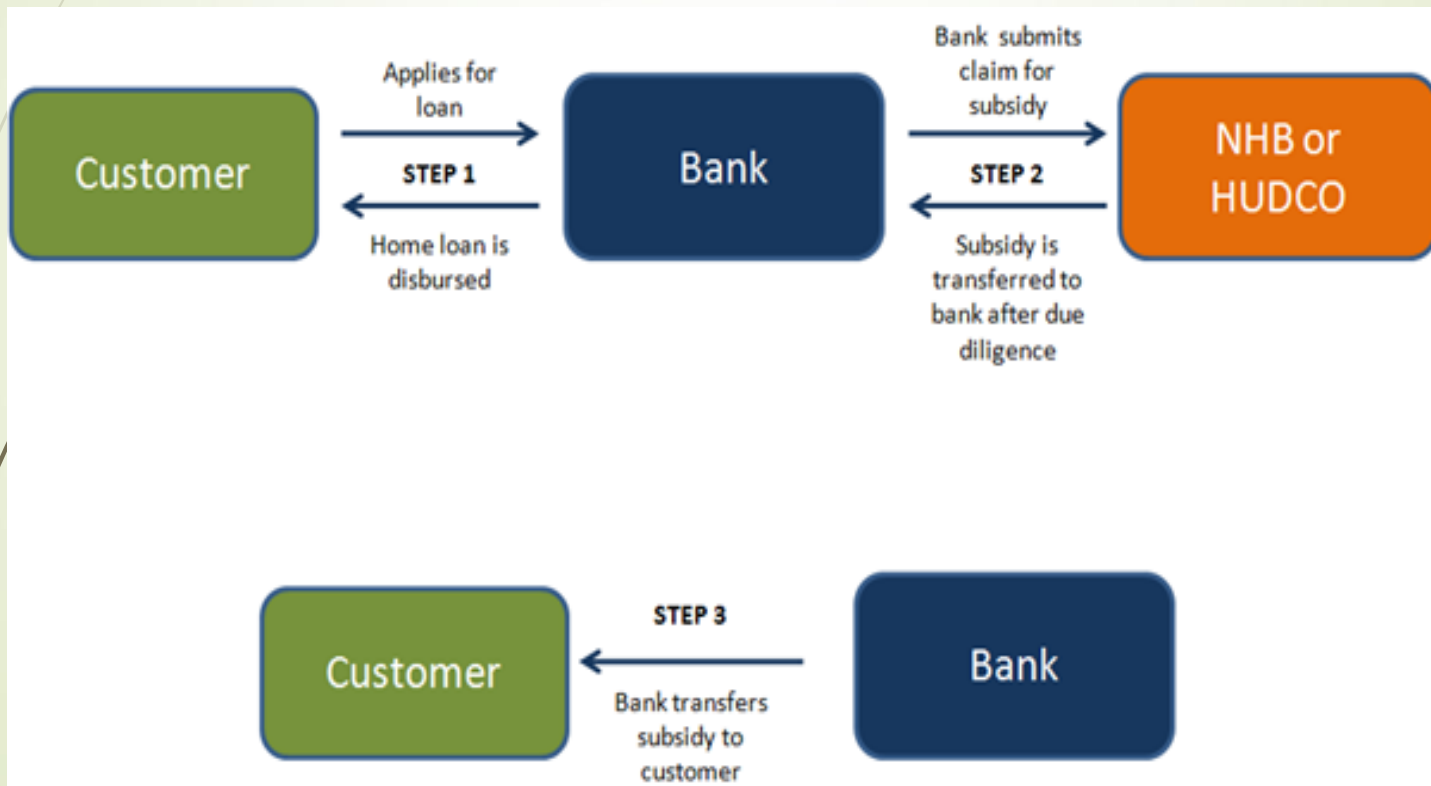 Customer
Applies for
loan
STEP 1
Home loan is
disbursed
Bank
Bank submits
claim for
subsidy
STEP 2
Subsidy is
transferred to
bank after due
diligence
NHB or
HUDCO
Customer
STEP 3
Bank transfers
subsidy to
customer
Bank